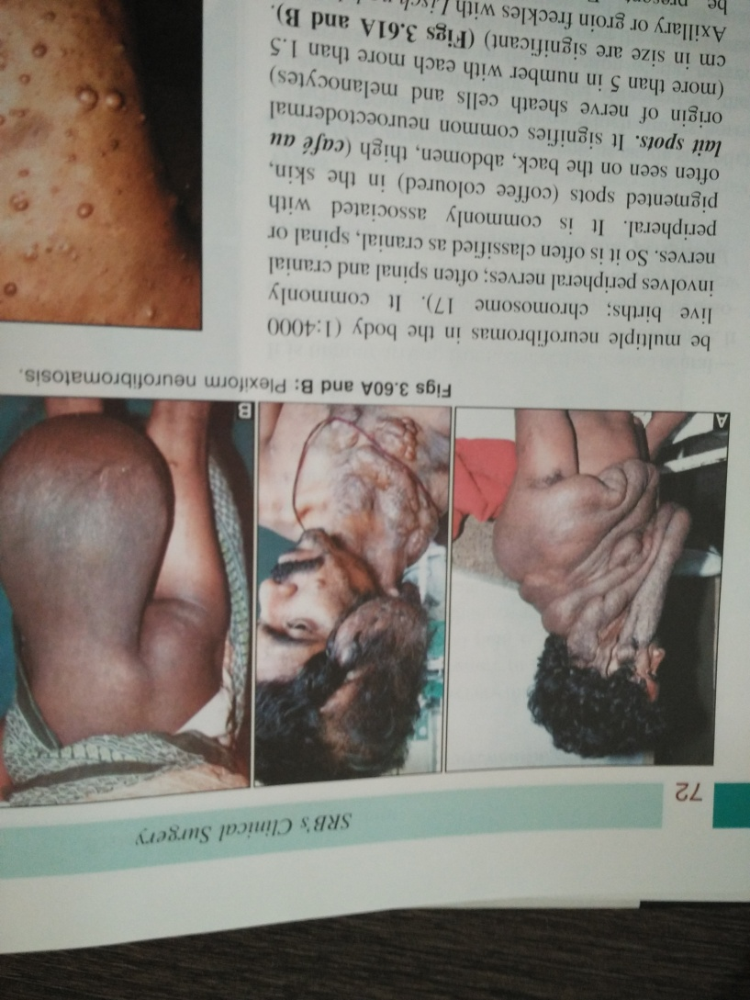 72
SRB's Clinical Surgery
A
B
Figs 3.60A and B: Plexiform neurofibromatosis.
be multiple neurofibromas in the body (1:4000
live births; chromosome 17). It commonly
involves peripheral nerves; often spinal and cranial
nerves. So it is often classified as cranial, spinal or
peripheral. It is commonly associated with
pigmented spots (coffee coloured) in the skin,
often seen on the back, abdomen, thigh (café au
lait spots. It signifies common neuroectodermal
origin of nerve sheath cells and melanocytes)
(more than 5 in number with each more than 1.5
cm in size are significant) (Figs 3.61A and B).
Axillary or groin freckles with Lisch
be present